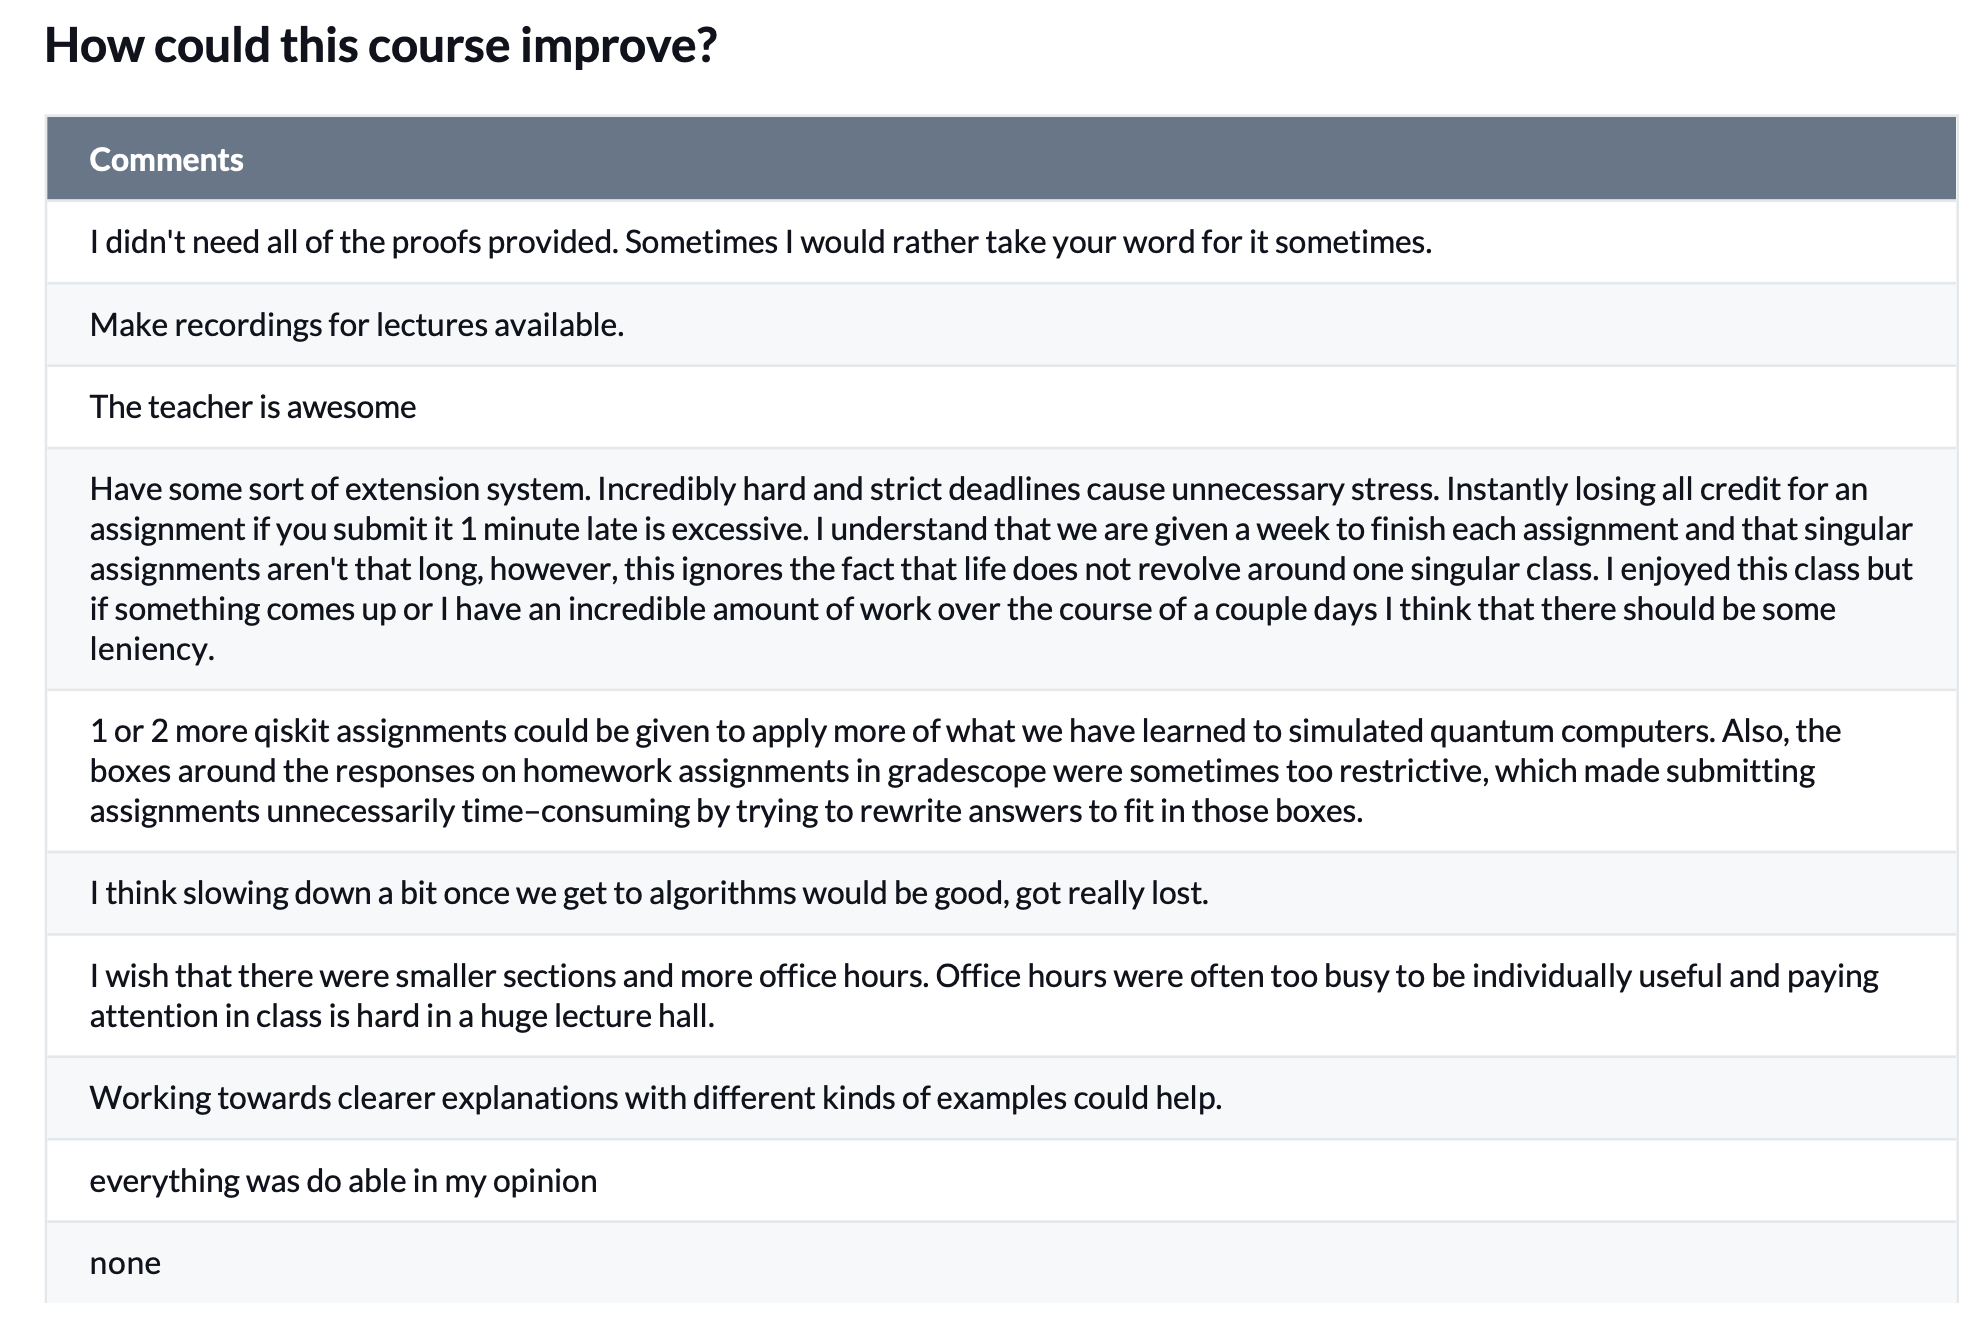 How could this course improve?
Comments
I didn't need all of the proofs provided. Sometimes I would rather take your word for it sometimes.
Make recordings for lectures available.
The teacher is awesome
Have some sort of extension system. Incredibly hard and strict deadlines cause unnecessary stress. Instantly losing all credit for an
assignment if you submit it 1 minute late is excessive. I understand that we are given a week to finish each assignment and that singular
assignments aren't that long, however, this ignores the fact that life does not revolve around one singular class. I enjoyed this class but
if something comes up or I have an incredible amount of work over the course of a couple days I think that there should be some
leniency.
1 or 2 more qiskit assignments could be given to apply more of what we have learned to simulated quantum computers. Also, the
boxes around the responses on homework assignments in gradescope were sometimes too restrictive, which made submitting
assignments unnecessarily time–consuming by trying to rewrite answers to fit in those boxes.
I think slowing down a bit once we get to algorithms would be good, got really lost.
I wish that there were smaller sections and more office hours. Office hours were often too busy to be individually useful and paying
attention in class is hard in a huge lecture hall.
Working towards clearer explanations with different kinds of examples could help.
everything was do able in my opinion
none